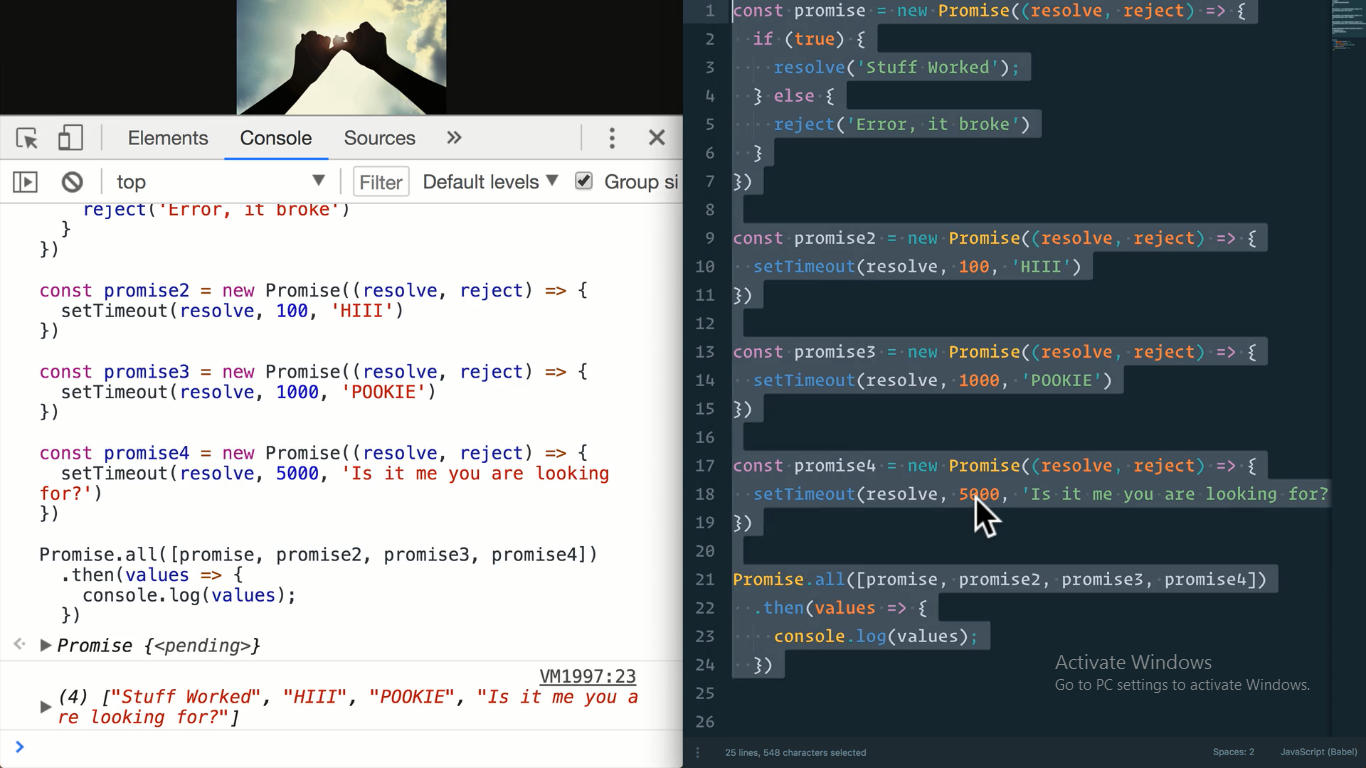 Elements Console Sources »
top Filter Default levels Group si
reject('Error, it broke')
}
})
const promise2 = new Promise((resolve, reject) => {
setTimeout(resolve, 100, 'HIII')
})
const promise3 = new Promise((resolve, reject) => {
setTimeout(resolve, 1000, 'POOKIE')
})
const promise4 = new Promise((resolve, reject) => {
setTimeout(resolve, 5000, 'Is it me you are looking
for?')
})
Promise.all([promise, promise2, promise3, promise4])
.then(values => {
console.log(values);
})
Promise {<pending>}
VM1997:23
(4) ["Stuff Worked", "HIII", "POOKIE", "Is it me you a
re looking for?"]
>
1 const promise = new Promise((resolve, reject) => {
2 if (true) {
3 resolve('Stuff Worked');
4 } else {
5 reject('Error, it broke')
6 }
7 })
8
9 const promise2 = new Promise((resolve, reject) => {
10 setTimeout(resolve, 100, 'HIII')
11 })
12
13 const promise3 = new Promise((resolve, reject) => {
14 setTimeout(resolve, 1000, 'POOKIE')
15 })
16
17 const promise4 = new Promise((resolve, reject) => {
18 setTimeout(resolve, 5000, 'Is it me you are looking for?
19 })
20
21 Promise.all([promise, promise2, promise3, promise4])
22 .then(values => {
23 console.log(values);
24 })
25
26
Activate Windows
Go to PC settings to activate Windows.
25 lines, 548 characters selected Spaces: 2 JavaScript (Babel)